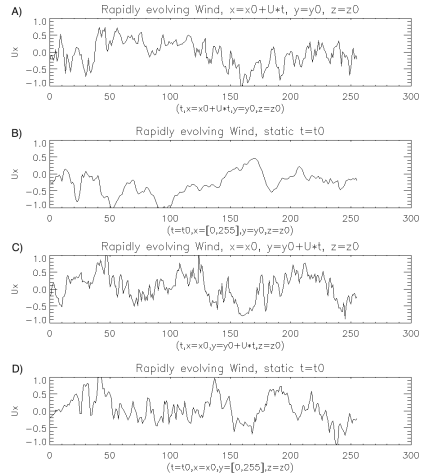 A) Rapidly evolving Wind, x=x0+U*t, y=y0, z=z0
1.0
0.5
0.0
-0.5
-1.0
Ux
0 50 100 150 200 250 300
(t,x=x0+U*t,y=y0,z=z0)
B) Rapidly evolving Wind, static t=t0
1.0
0.5
0.0
-0.5
-1.0
Ux
0 50 100 150 200 250 300
(t=t0,x=[0,255],y=y0,z=z0)
C) Rapidly evolving Wind, x=x0, y=y0+U*t, z=z0
1.0
0.5
0.0
-0.5
-1.0
Ux
0 50 100 150 200 250 300
(t,x=x0,y=y0+U*t,z=z0)
D) Rapidly evolving Wind, static t=t0
1.0
0.5
0.0
-0.5
-1.0
Ux
0 50 100 150 200 250 300
(t=t0,x=x0,y=[0,255],z=z0)